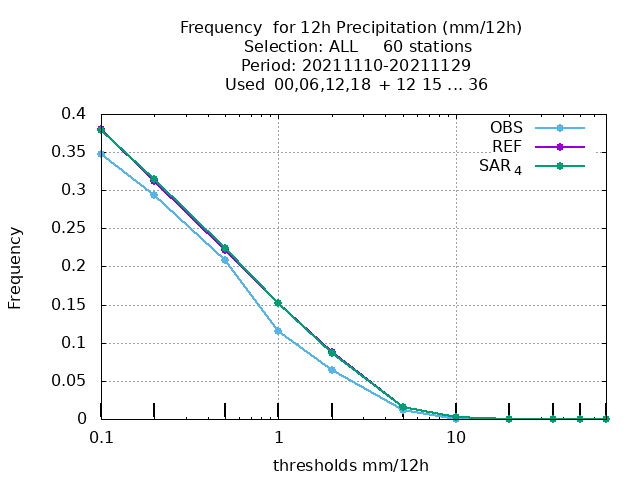 Frequency  for 12h Precipitation (mm/12h)
Selection: ALL     60 stations
Period: 20211110-20211129
Used  00,06,12,18  + 12 15 ... 36
OBS
REF
SAR 4
0.4
0.35
0.3
0.25
0.2
0.15
0.1
0.05
0
Frequency
0.1 1 10
thresholds mm/12h